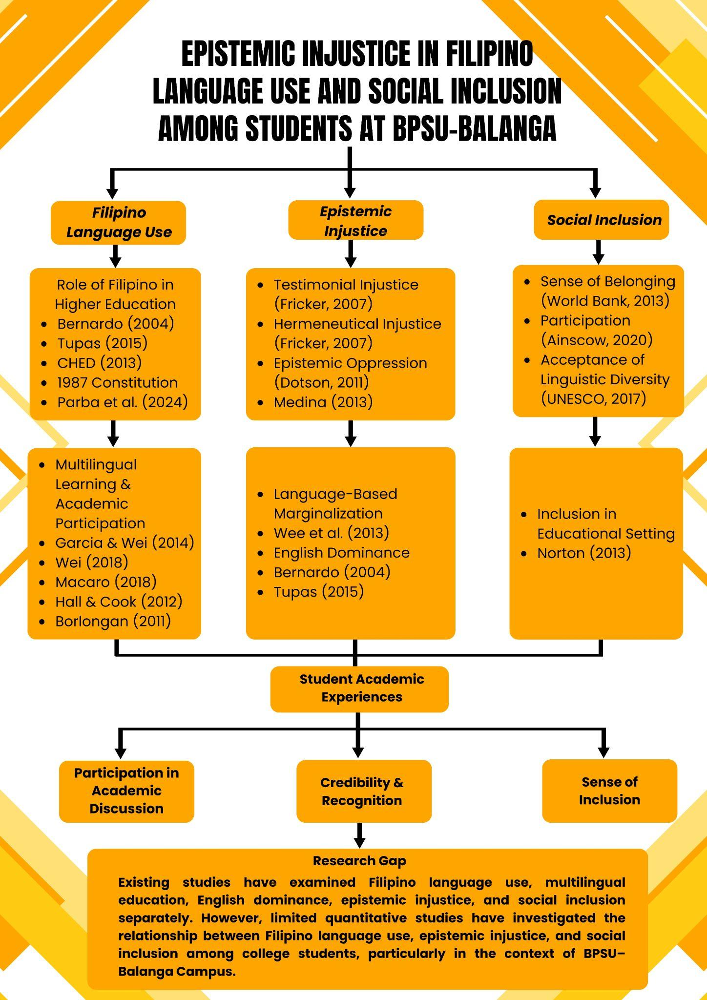 EPISTEMIC INJUSTICE IN FILIPINO
LANGUAGE USE AND SOCIAL INCLUSION
AMONG STUDENTS AT BPSU-BALANGA
Filipino
Language Use
Role of Filipino in
Higher Education
• Bernardo (2004)
• Tupas (2015)
• CHED (2013)
• 1987 Constitution
• Parba et al. (2024)
• Multilingual
Learning &
Academic
Participation
• Garcia & Wei (2014)
• Wei (2018)
• Macaro (2018)
• Hall & Cook (2012)
• Borlongan (2011)
Epistemic
Injustice
• Testimonial Injustice
(Fricker, 2007)
• Hermeneutical Injustice
(Fricker, 2007)
• Epistemic Oppression
(Dotson, 2011)
• Medina (2013)
• Language-Based
Marginalization
• Wee et al. (2013)
• English Dominance
• Bernardo (2004)
• Tupas (2015)
Social Inclusion
• Sense of Belonging
(World Bank, 2013)
• Participation
(Ainscow, 2020)
• Acceptance of
Linguistic Diversity
(UNESCO, 2017)
• Inclusion in
Educational Setting
• Norton (2013)
Student Academic
Experiences
Participation in
Academic
Discussion
Credibility &
Recognition
Sense of
Inclusion
Research Gap
Existing studies have examined Filipino language use, multilingual
education, English dominance, epistemic injustice, and social inclusion
separately. However, limited quantitative studies have investigated the
relationship between Filipino language use, epistemic injustice, and social
inclusion among college students, particularly in the context of BPSU–
Balanga Campus.